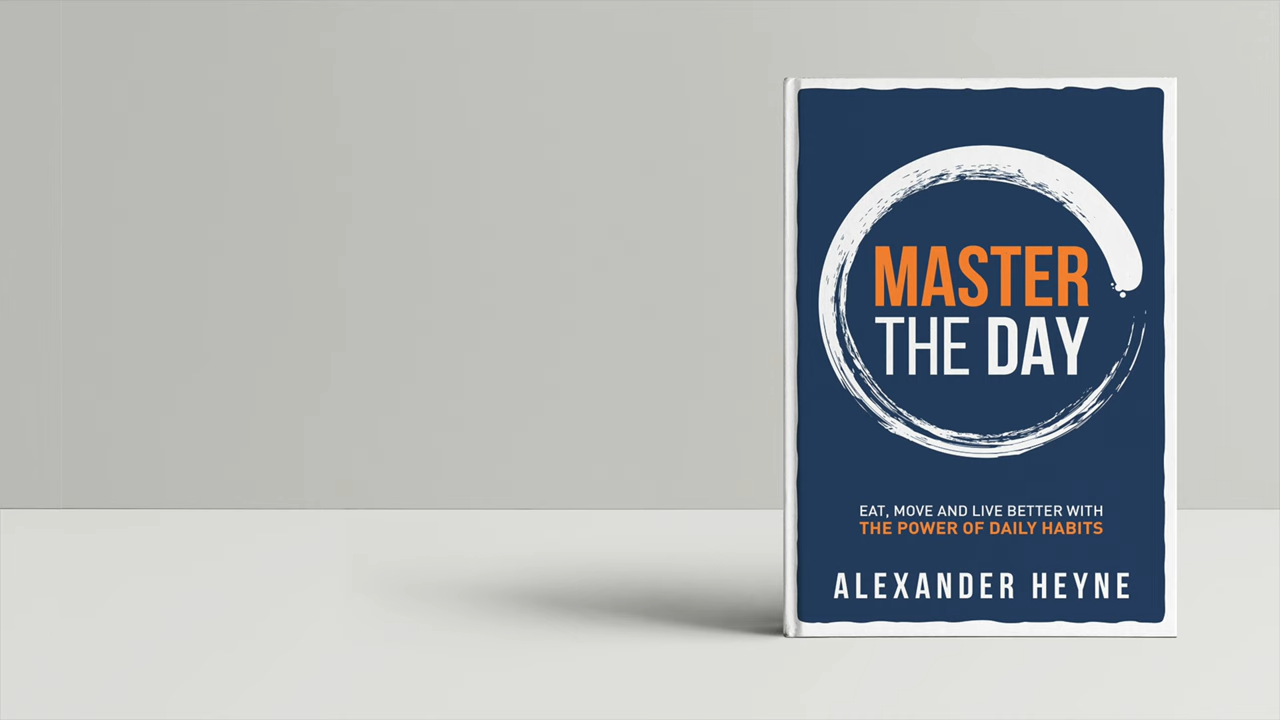 MASTER
THE DAY
EAT, MOVE AND LIVE BETTER WITH
THE POWER OF DAILY HABITS
ALEXANDER HEYNE